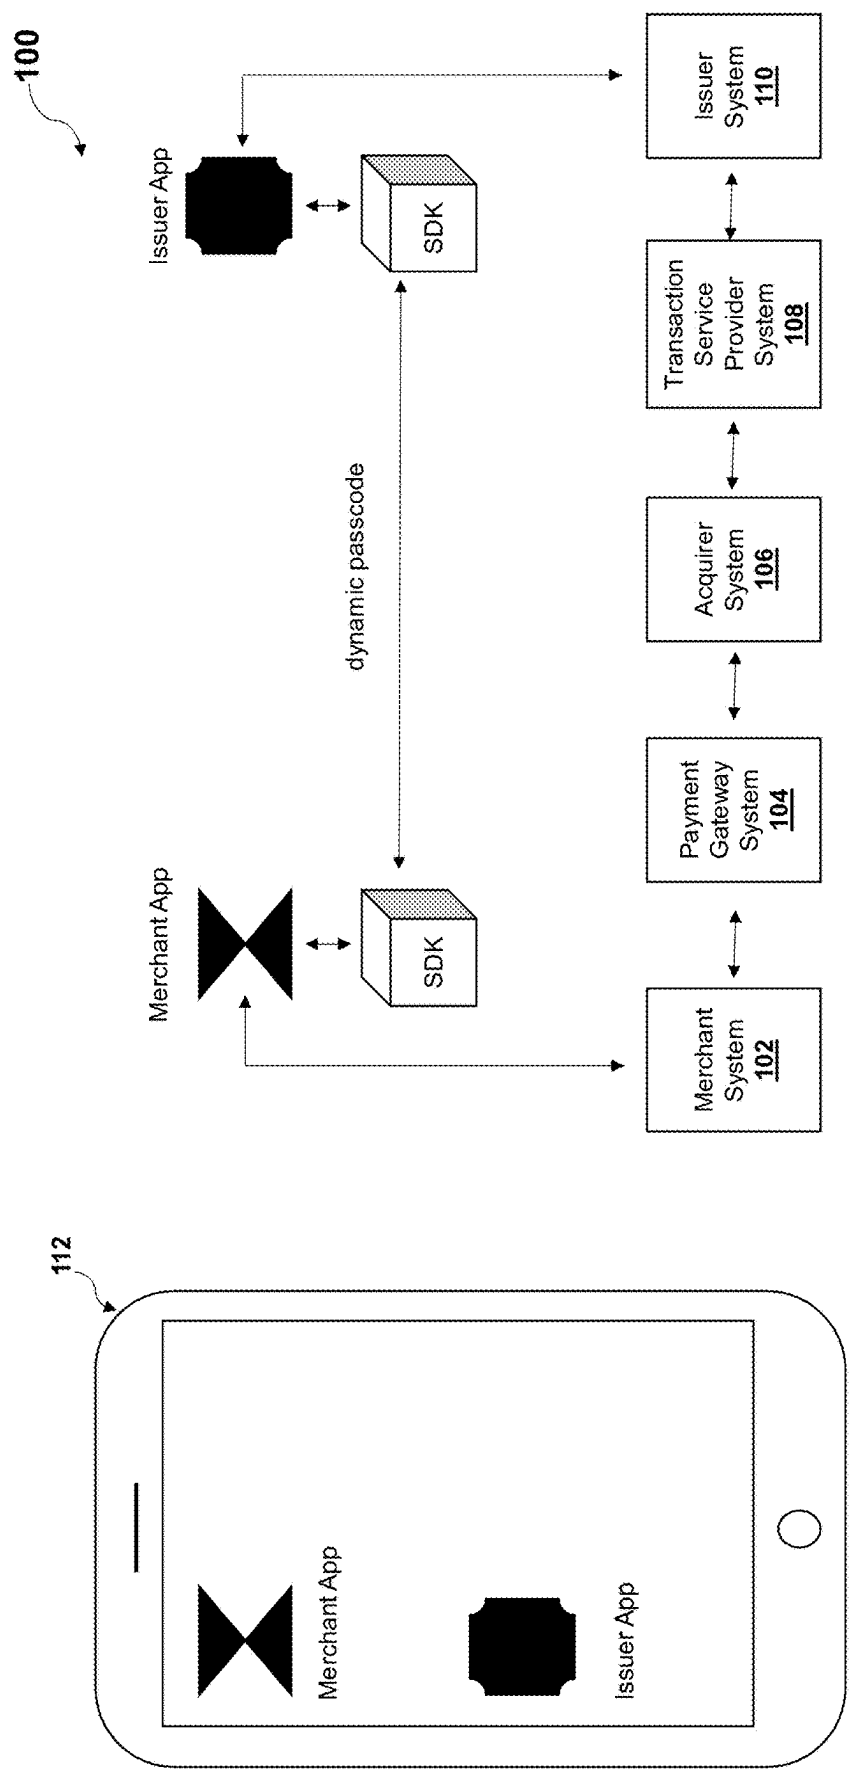 100
112
Merchant App
Issuer App
Merchant App
SDK
dynamic passcode
Issuer App
SDK
Merchant
System
102
Payment
Gateway
System
104
Acquirer
System
106
Transaction
Service
Provider
System
108
Issuer
System
110